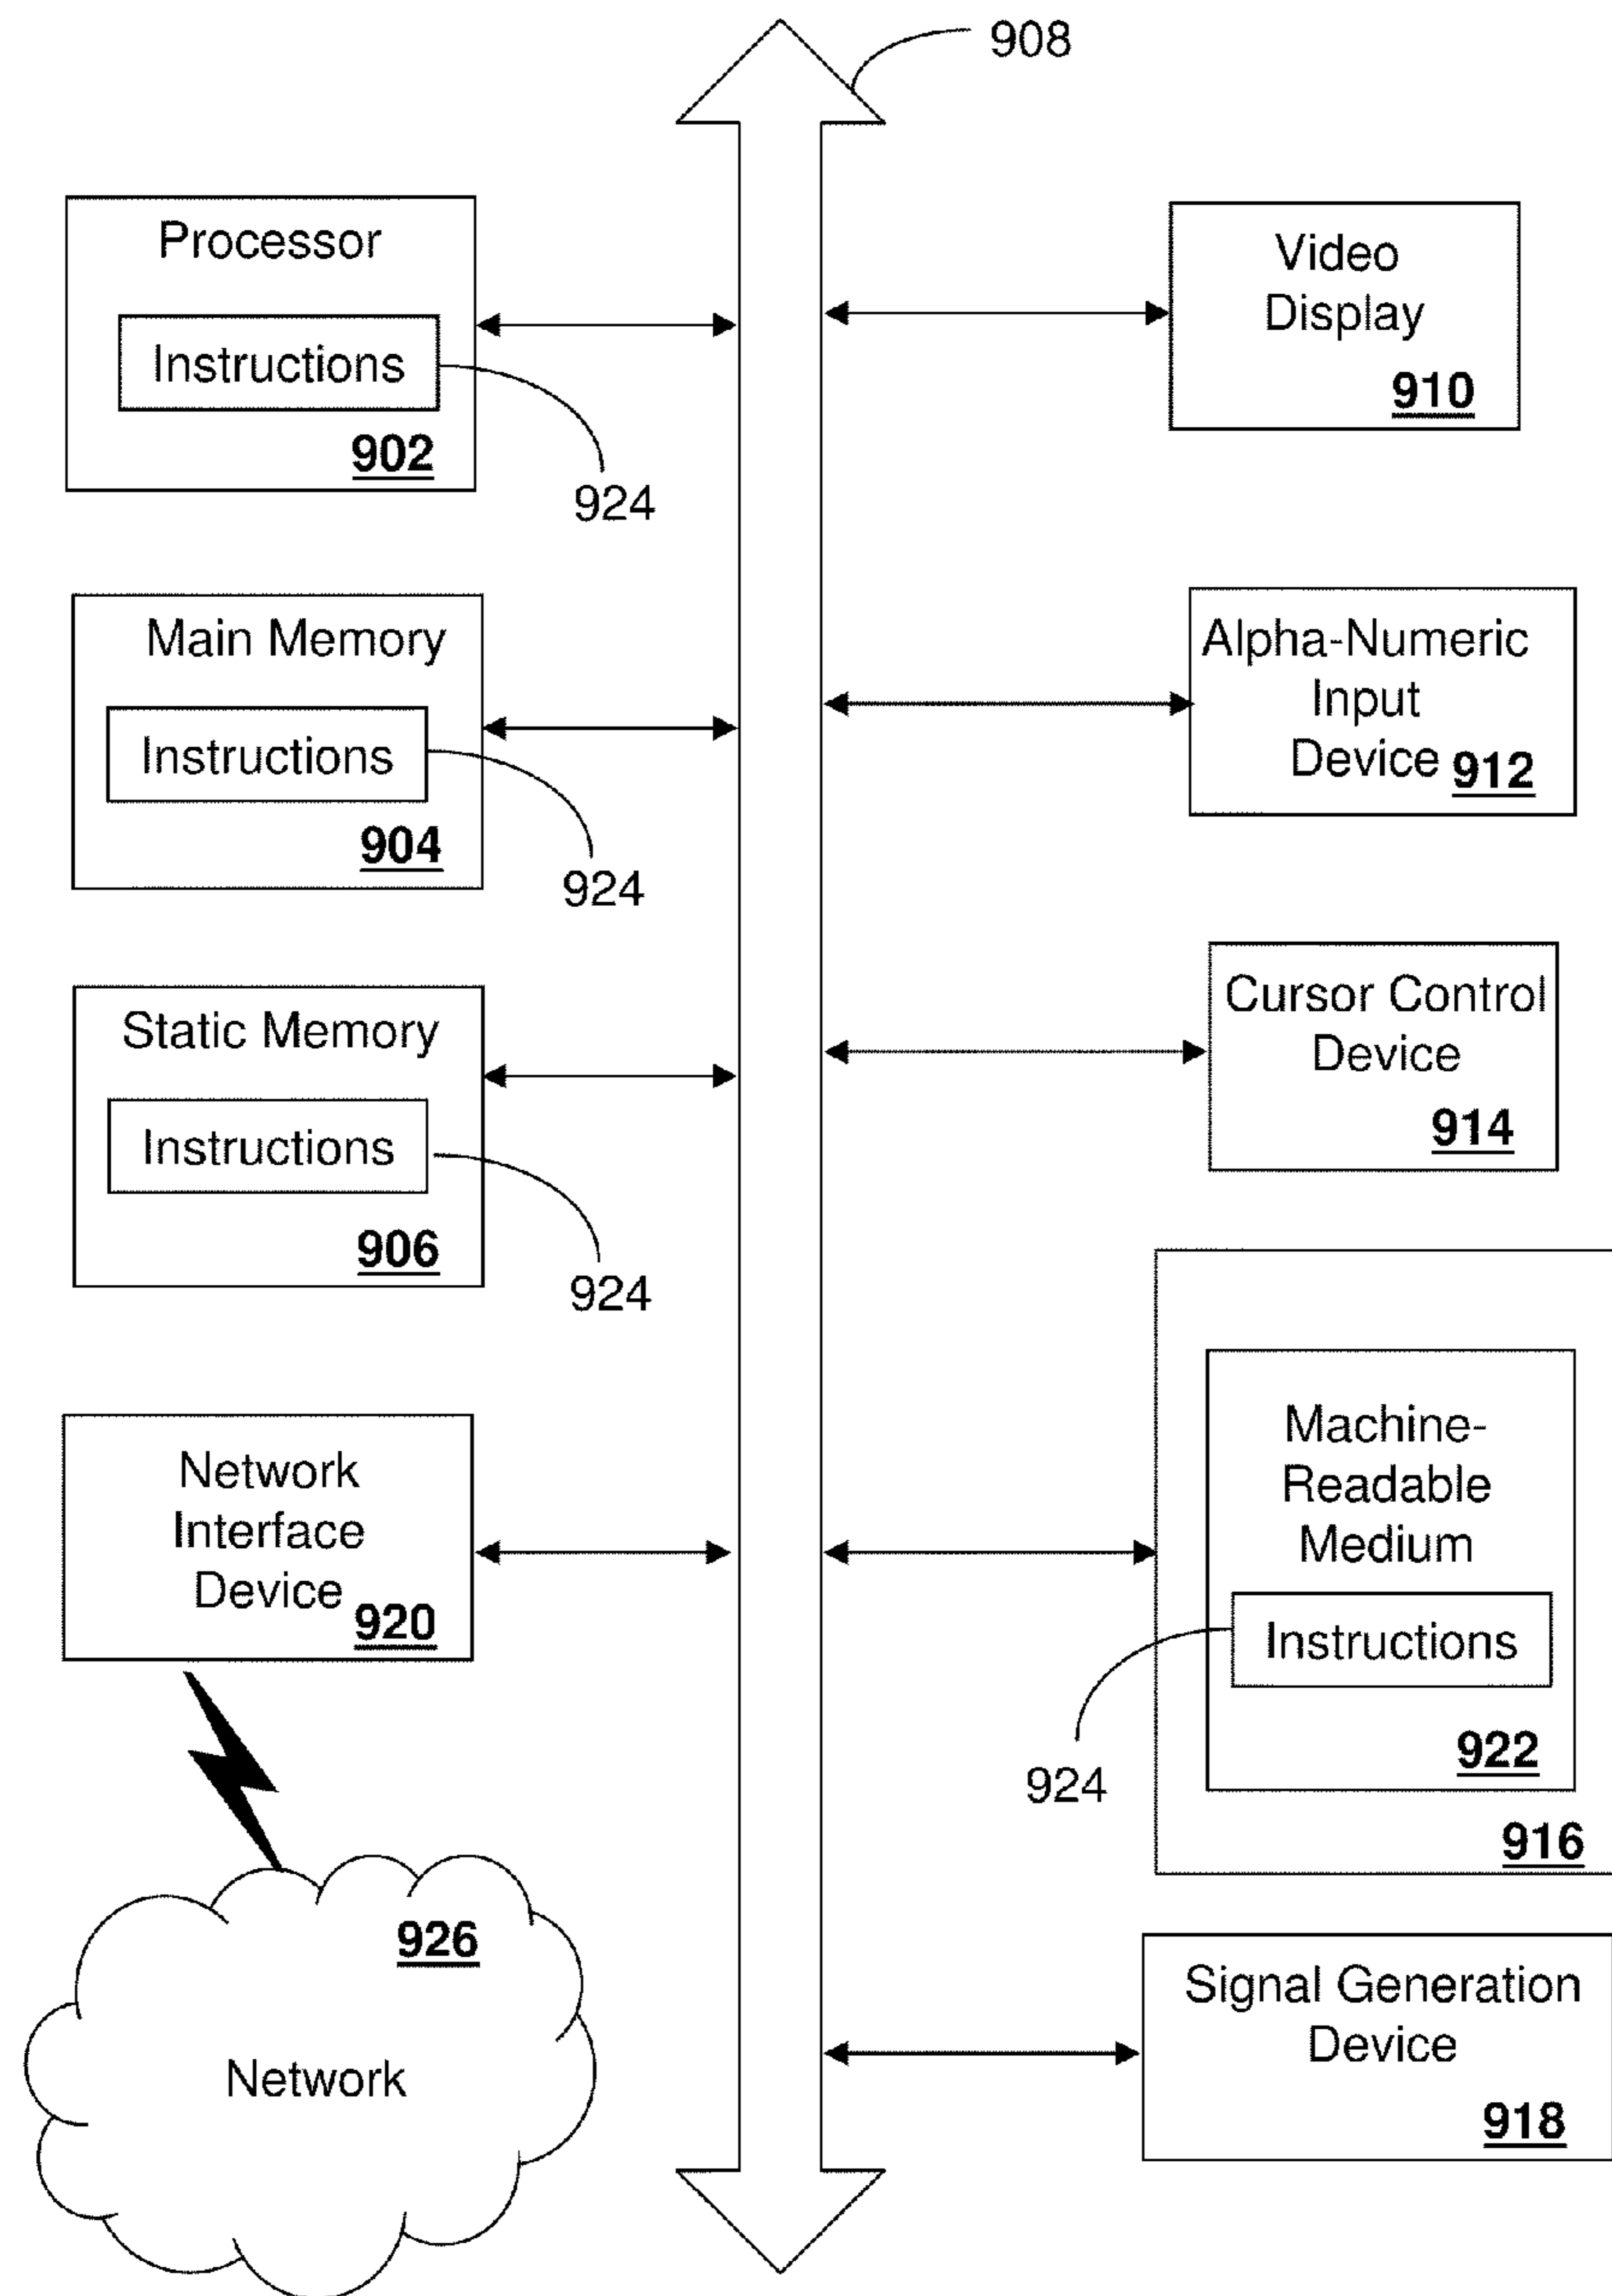 908
Processor
Instructions
902
924
Main Memory
Instructions
904
924
Static Memory
Instructions
906
924
Network
Interface
Device
920
926
Network
Video
Display
910
Alpha-Numeric
Input
Device 912
Cursor Control
Device
914
Machine-
Readable
Medium
Instructions
924
922
916
Signal Generation
Device
918